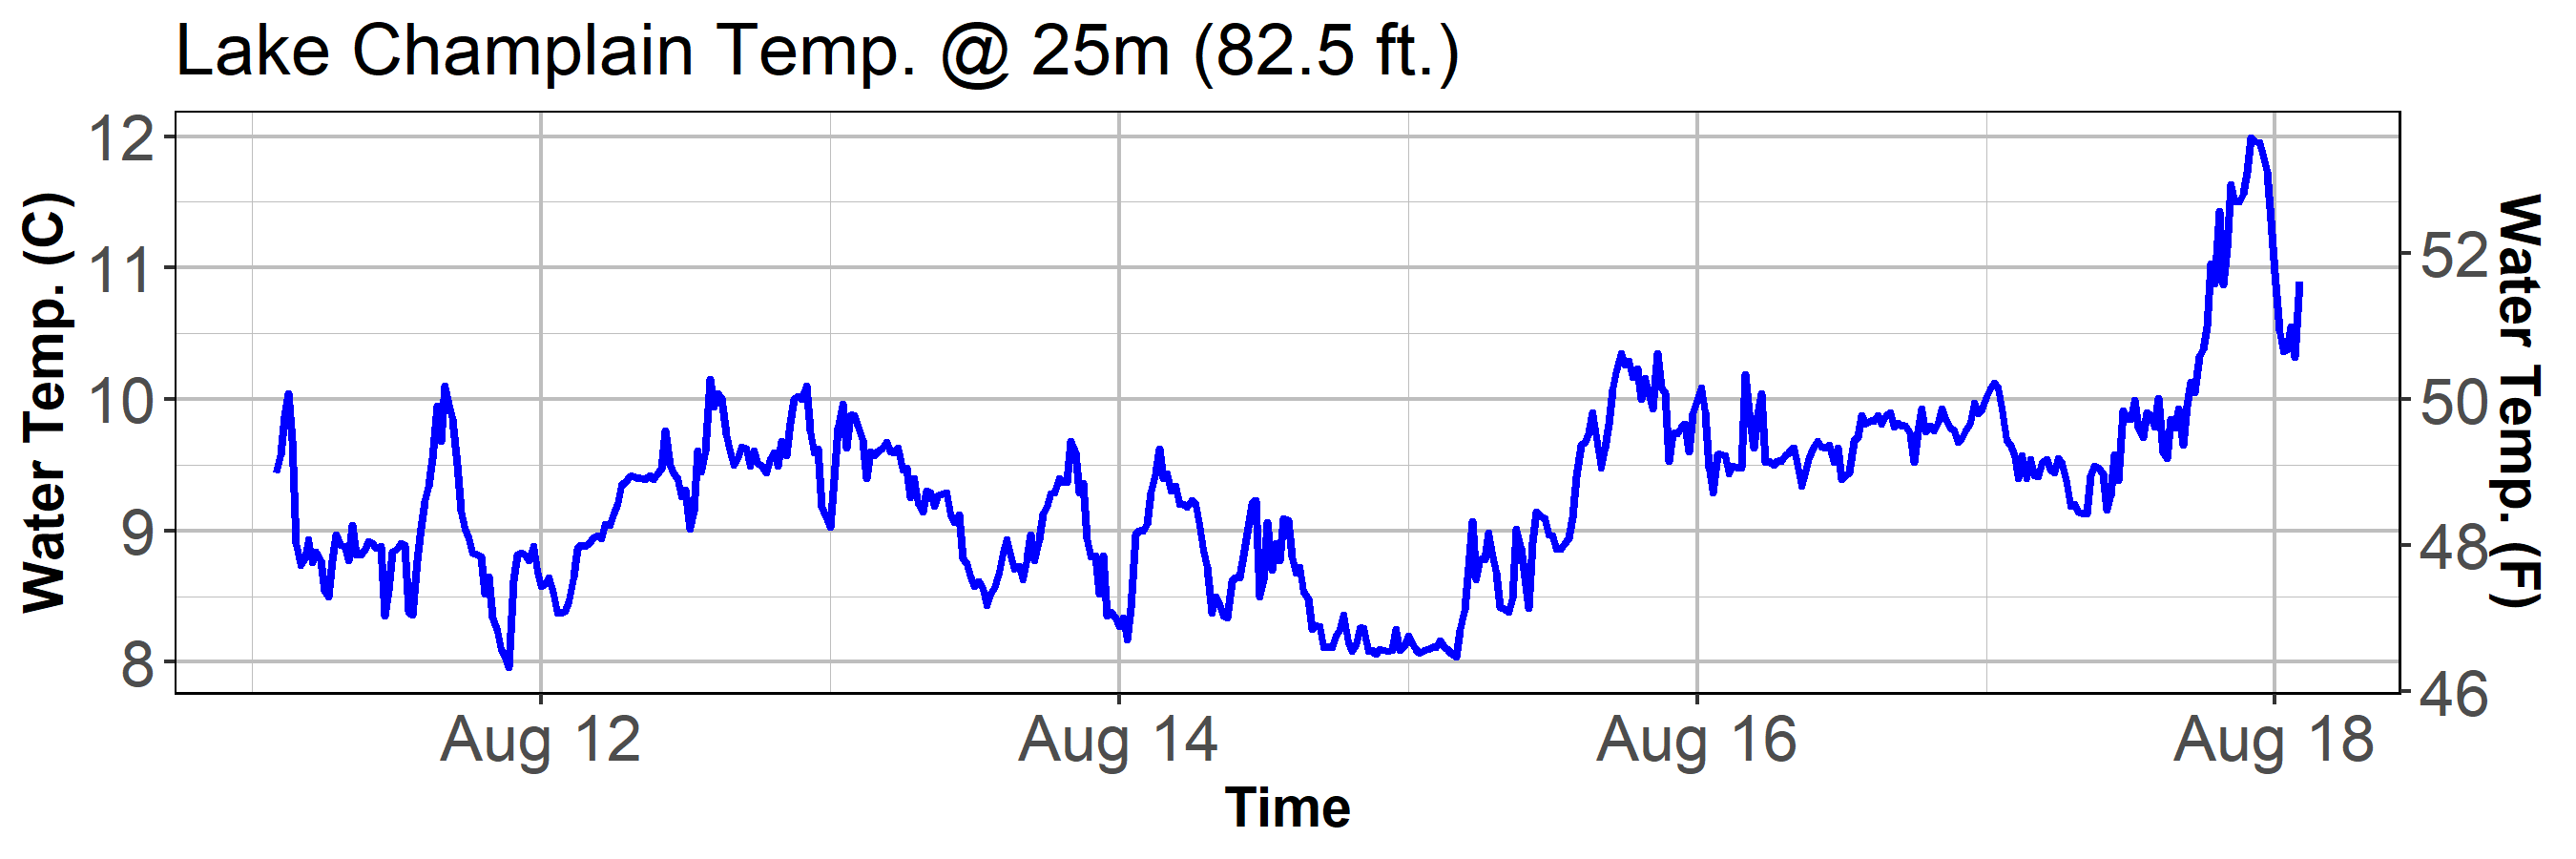 Lake Champlain Temp. @ 25m (82.5 ft.)
Water Temp. (C)
12
11
10
9
8
52
50
48
46
Water Temp. (F)
Aug 12 Aug 14 Aug 16 Aug 18
Time